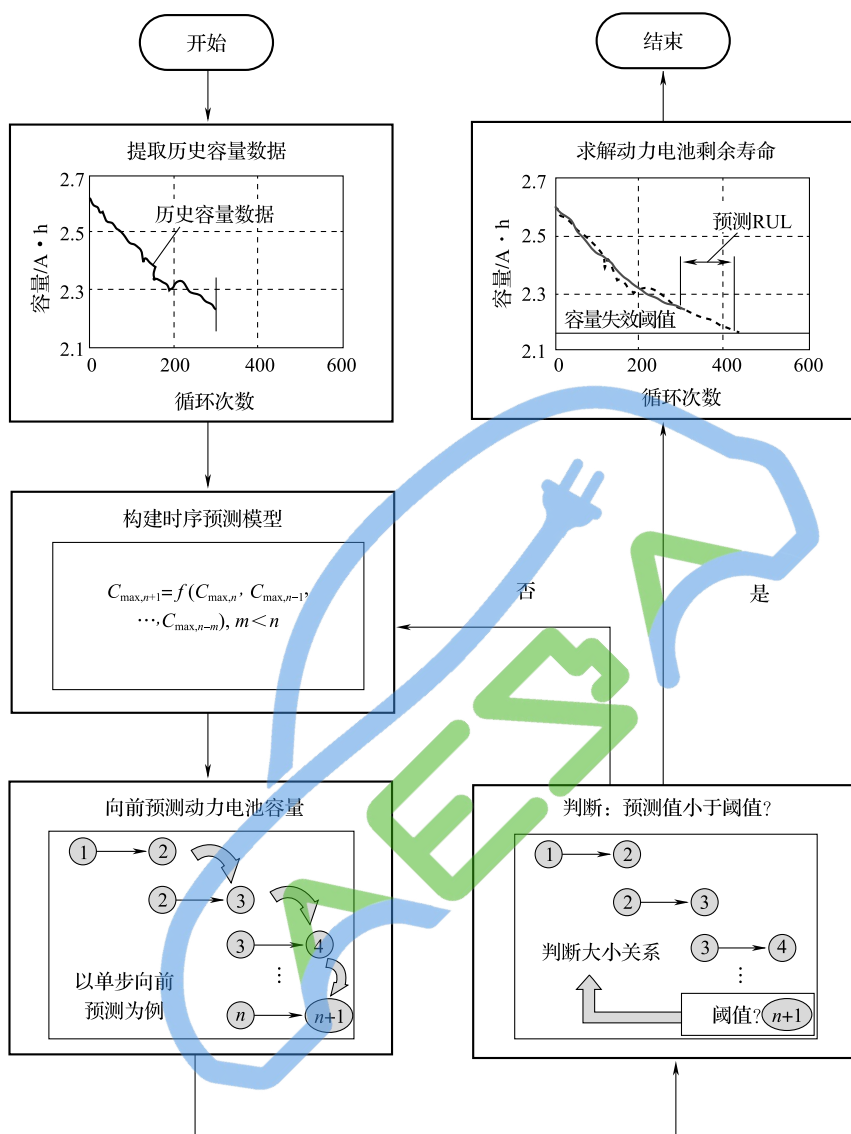 开始
提取历史容量数据
容量/A·h
2.7
2.5
2.3
2.1
历史容量数据
0 200 400 600
循环次数
构建时序预测模型
Cmax,n+1=f(Cmax,n, Cmax,n-1,
…,Cmax,n-m), m<n
向前预测动力电池容量
1 2
2 3
3 4
⋮
以单步向前
预测为例
n n+1
结束
求解动力电池剩余寿命
容量/A·h
2.7
2.5
2.3
2.1
预测RUL
容量失效阈值
0 200 400 600
循环次数
否
是
判断：预测值小于阈值?
1 2
2 3
3 4
⋮
判断大小关系
阈值? n+1
AESA